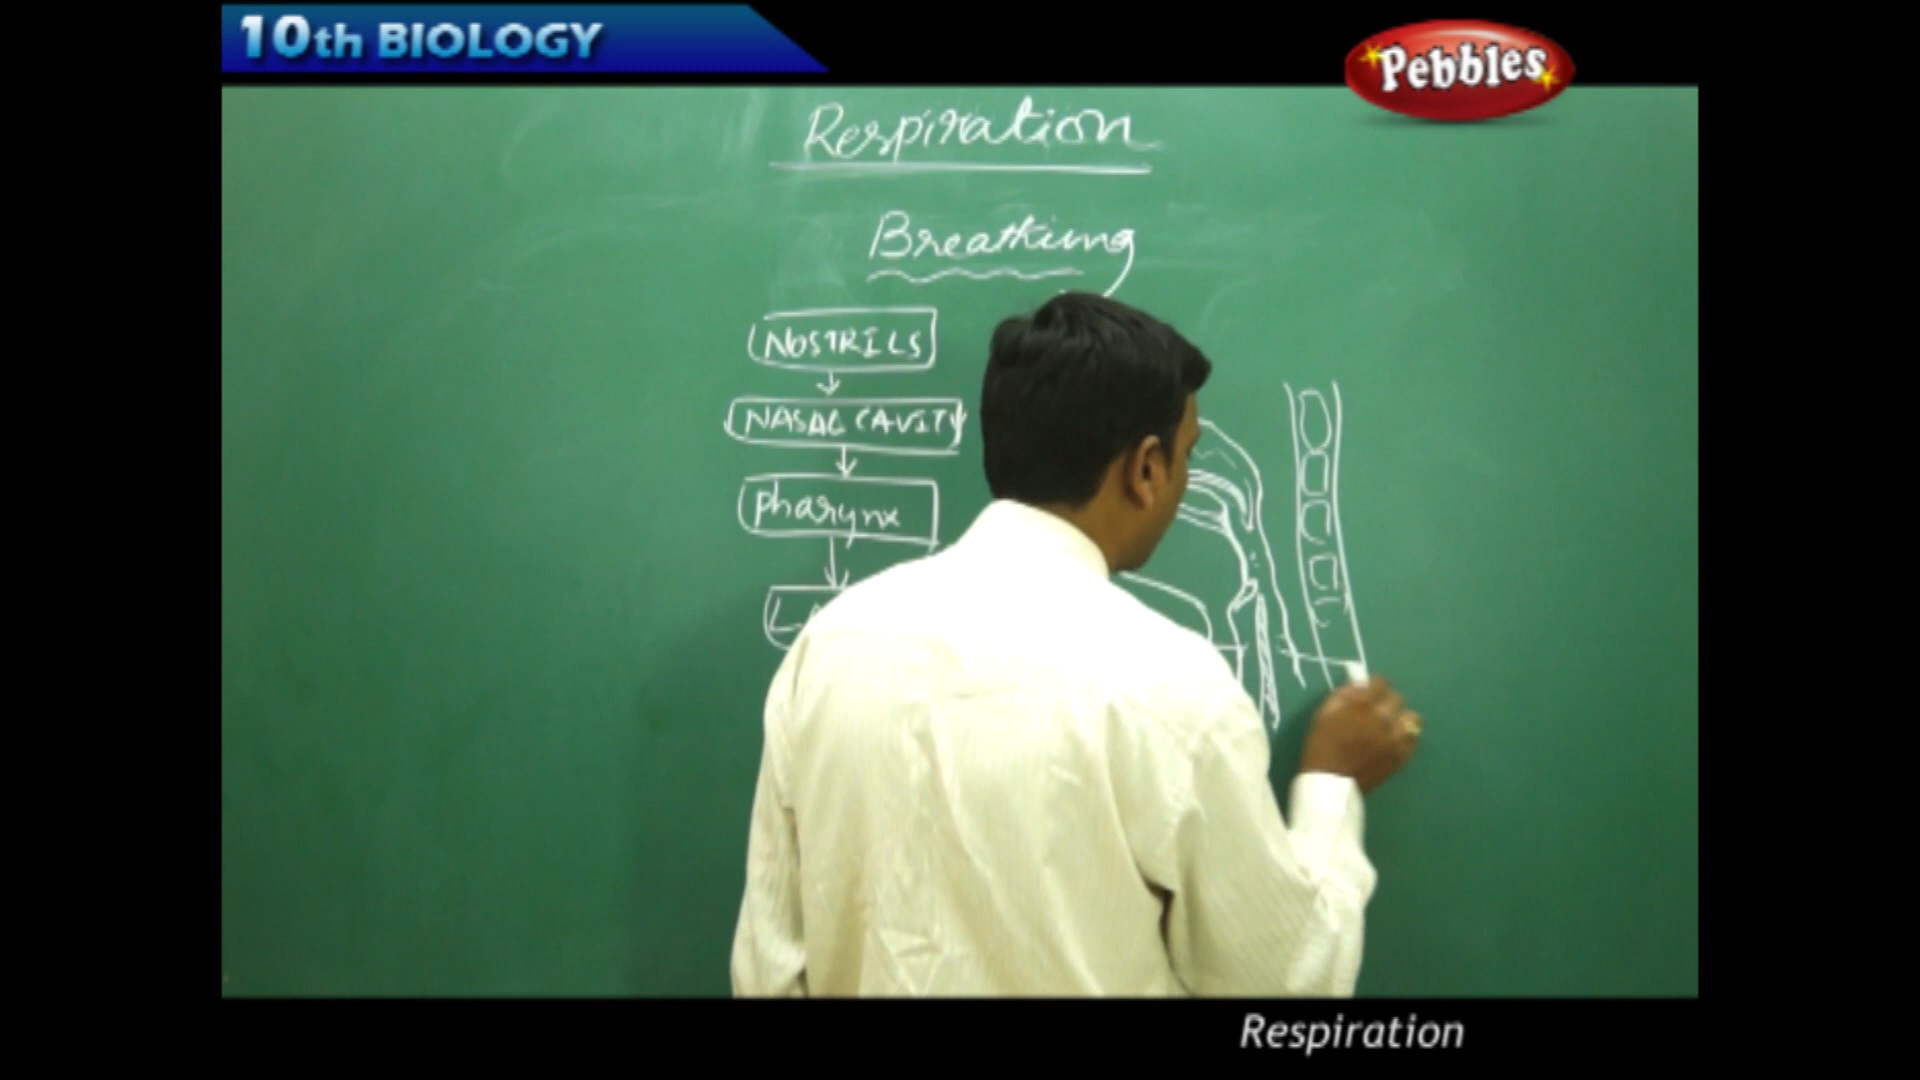 10th BIOLOGY
Pebbles
Respiration
Breathing
NOSTRILS
NASAL CAVITY
Pharynx
Respiration